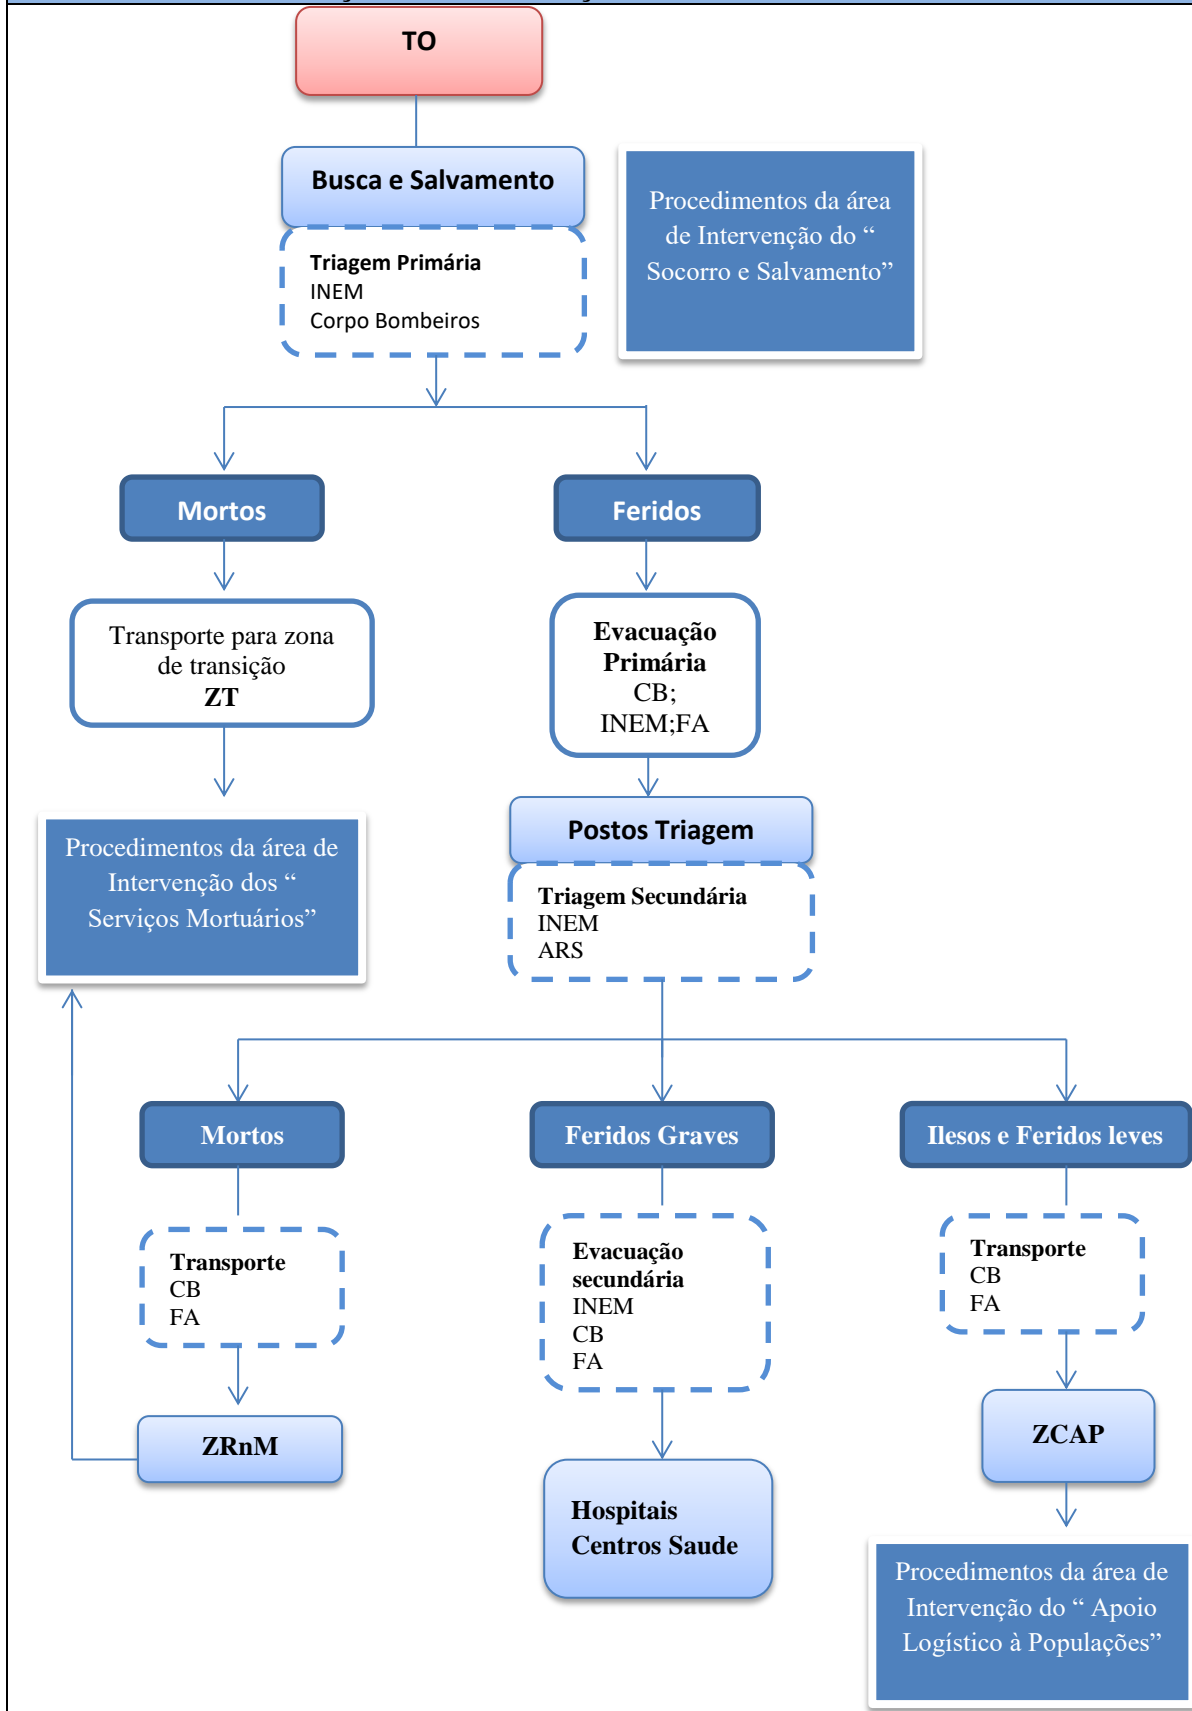 TO
Busca e Salvamento
Triagem Primária
INEM
Corpo Bombeiros
Procedimentos da área
de Intervenção do “
Socorro e Salvamento”
Mortos
Feridos
Transporte para zona
de transição
ZT
Evacuação
Primária
CB;
INEM;FA
Procedimentos da área de
Intervenção dos “
Serviços Mortuários”
Postos Triagem
Triagem Secundária
INEM
ARS
Mortos
Feridos Graves
Ilesos e Feridos leves
Transporte
CB
FA
Evacuação
secundária
INEM
CB
FA
Transporte
CB
FA
ZRnM
Hospitais
Centros Saude
ZCAP
Procedimentos da área de
Intervenção do “ Apoio
Logístico à Populações”